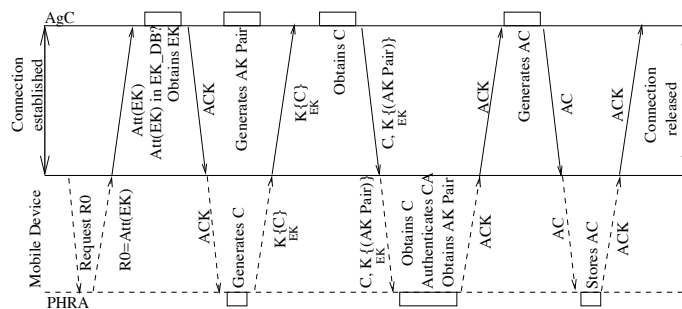 AgC
Connection
established
Mobile Device
PHRA
Request R0
R0=Att(EK)
Att(EK)
Att(EK) in EK_DB?
Obtains EK
ACK
ACK
Generates AK Pair
Generates C
K{C}
EK
K{C}
EK
Obtains C
C, K{(AK Pair)}
EK
C, K{(AK Pair)}
EK
Obtains C
Authenticates CA
Obtains AK Pair
ACK
ACK
Generates AC
AC
AC
Stores AC
ACK
ACK
Connection
released